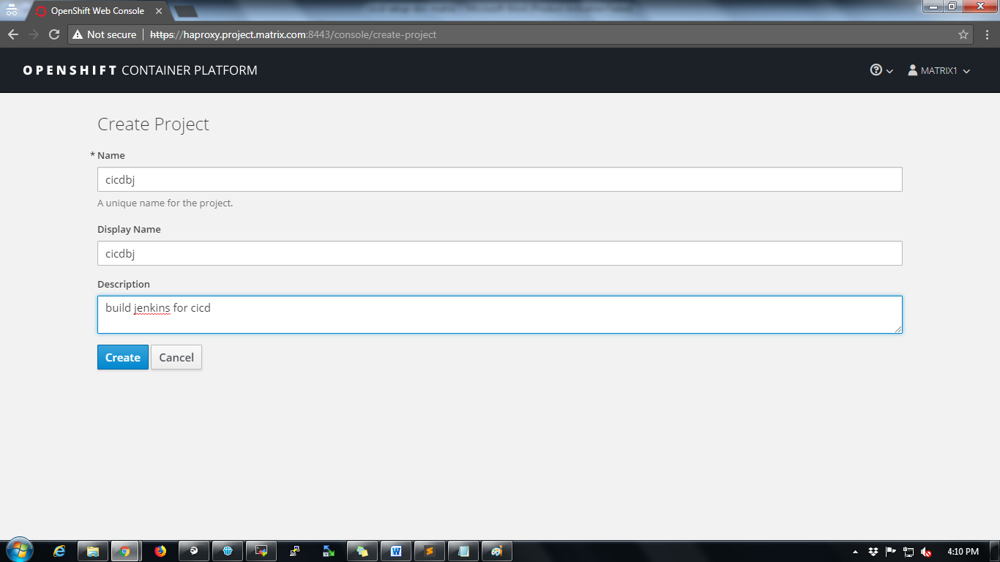 OpenShift Web Console
Not secure
https://haproxy.project.matrix.com:8443/console/create-project
OPENSHIFT CONTAINER PLATFORM
MATRIX1
Create Project
* Name
cicdbj
A unique name for the project.
Display Name
cicdbj
Description
build jenkins for cicd
Create Cancel
4:10 PM